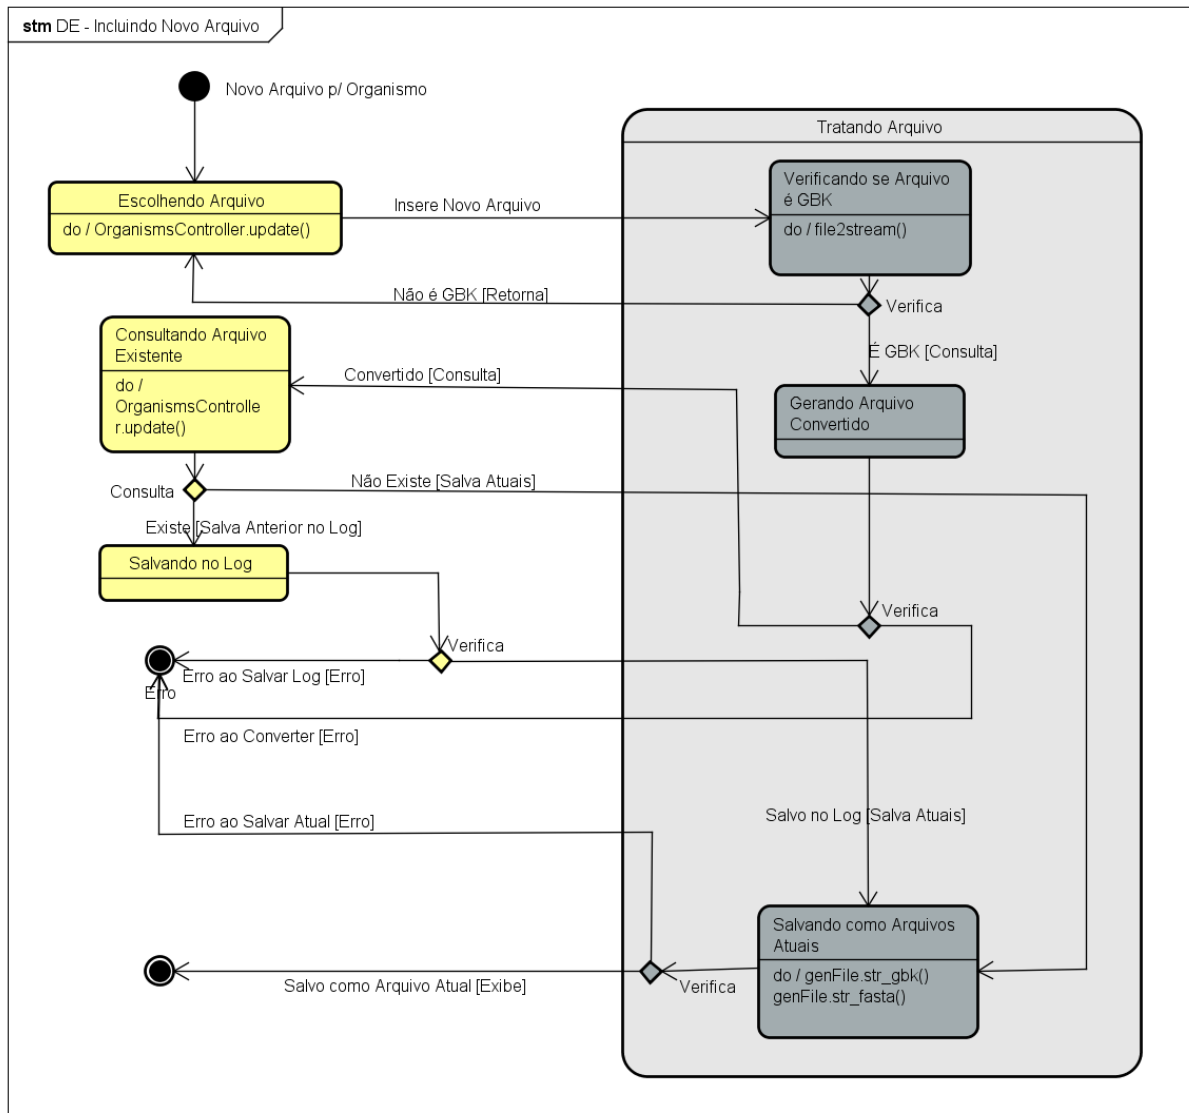 stm DE - Incluindo Novo Arquivo
Novo Arquivo p/ Organismo
Tratando Arquivo
Escolhendo Arquivo
do / OrganismsController.update()
Insere Novo Arquivo
Verificando se Arquivo
é GBK
do / file2stream()
Não é GBK [Retorna]
Verifica
É GBK [Consulta]
Consultando Arquivo
Existente
do /
OrganismsControlle
r.update()
Convertido [Consulta]
Gerando Arquivo
Convertido
Não Existe [Salva Atuais]
Consulta
Existe [Salva Anterior no Log]
Salvando no Log
Verifica
Verifica
Erro ao Salvar Log [Erro]
Erro
Erro ao Converter [Erro]
Erro ao Salvar Atual [Erro]
Salvo no Log [Salva Atuais]
Salvando como Arquivos
Atuais
do / genFile.str_gbk()
genFile.str_fasta()
Verifica
Salvo como Arquivo Atual [Exibe]